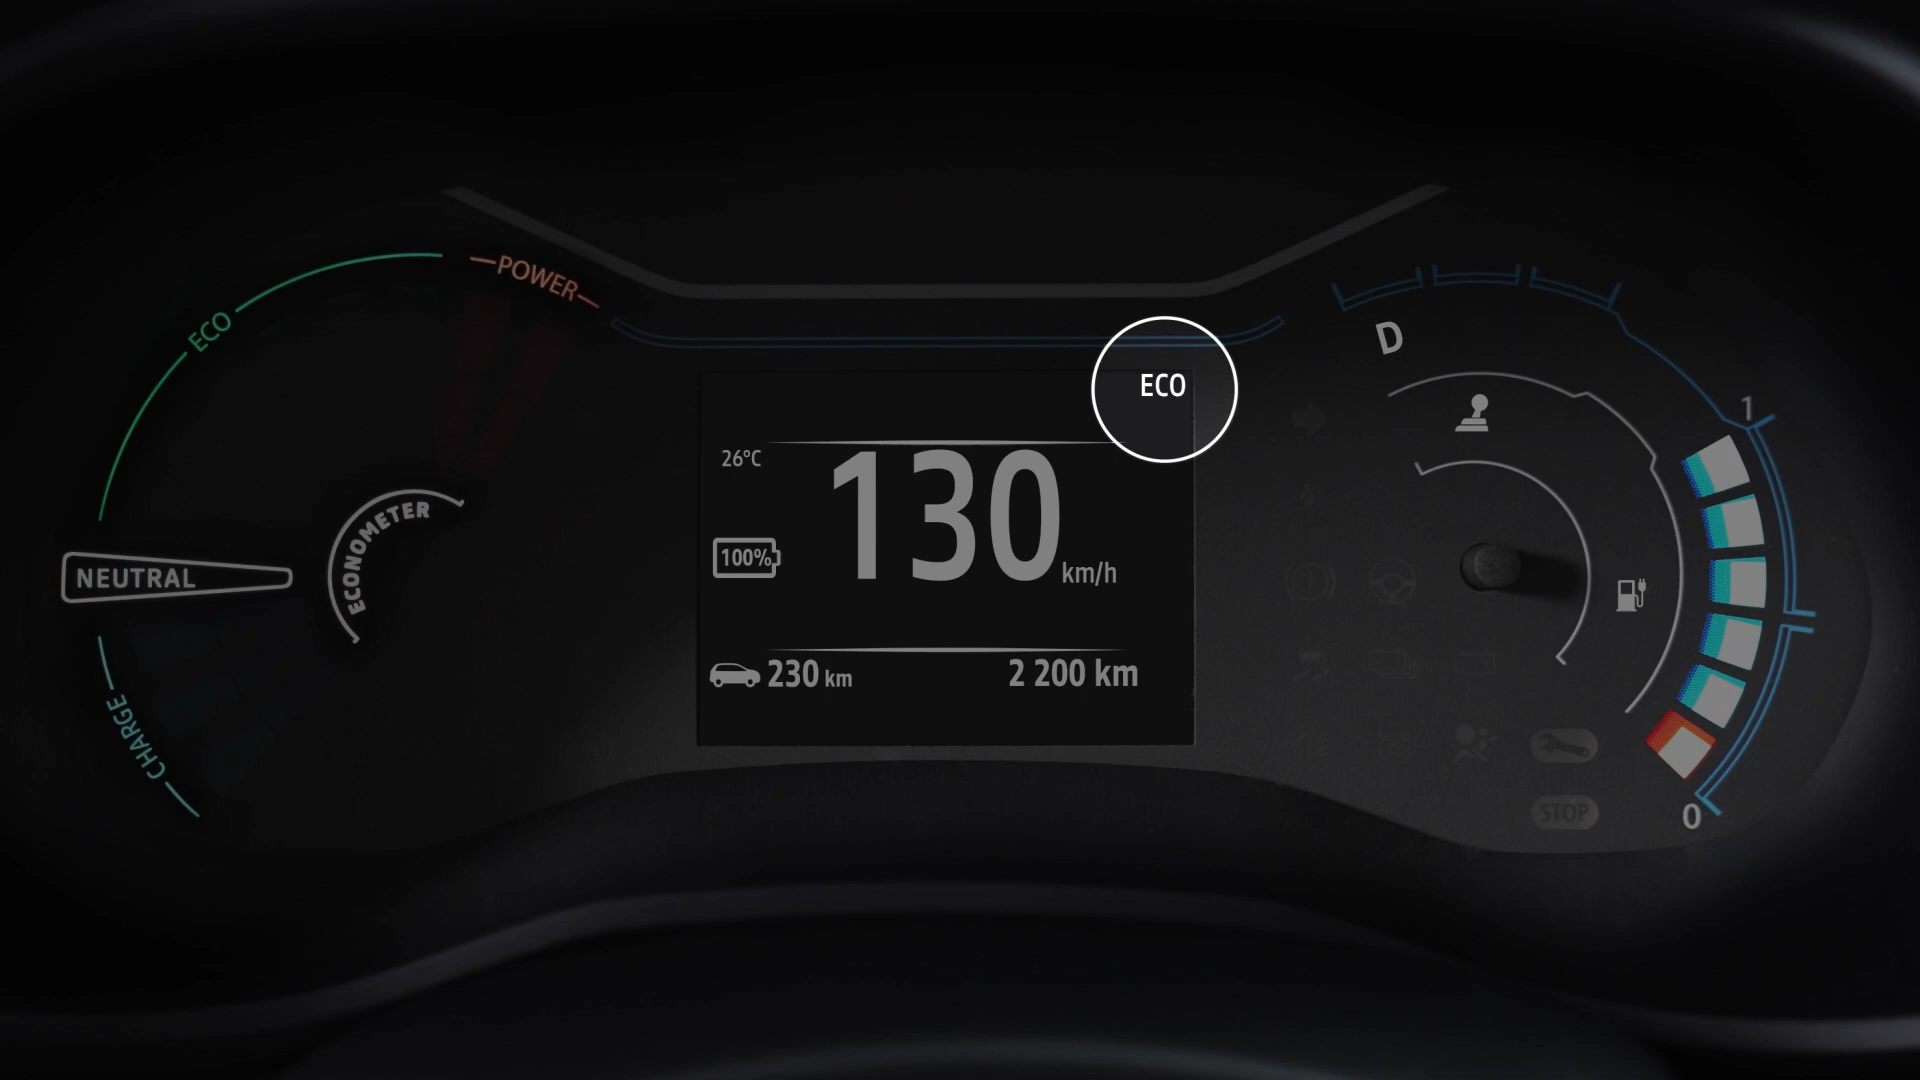 POWER
ECO
ECO
D
1
26°C
130 km/h
ECONOMETER
100%
NEUTRAL
230 km
2 200 km
CHARGE
STOP
0